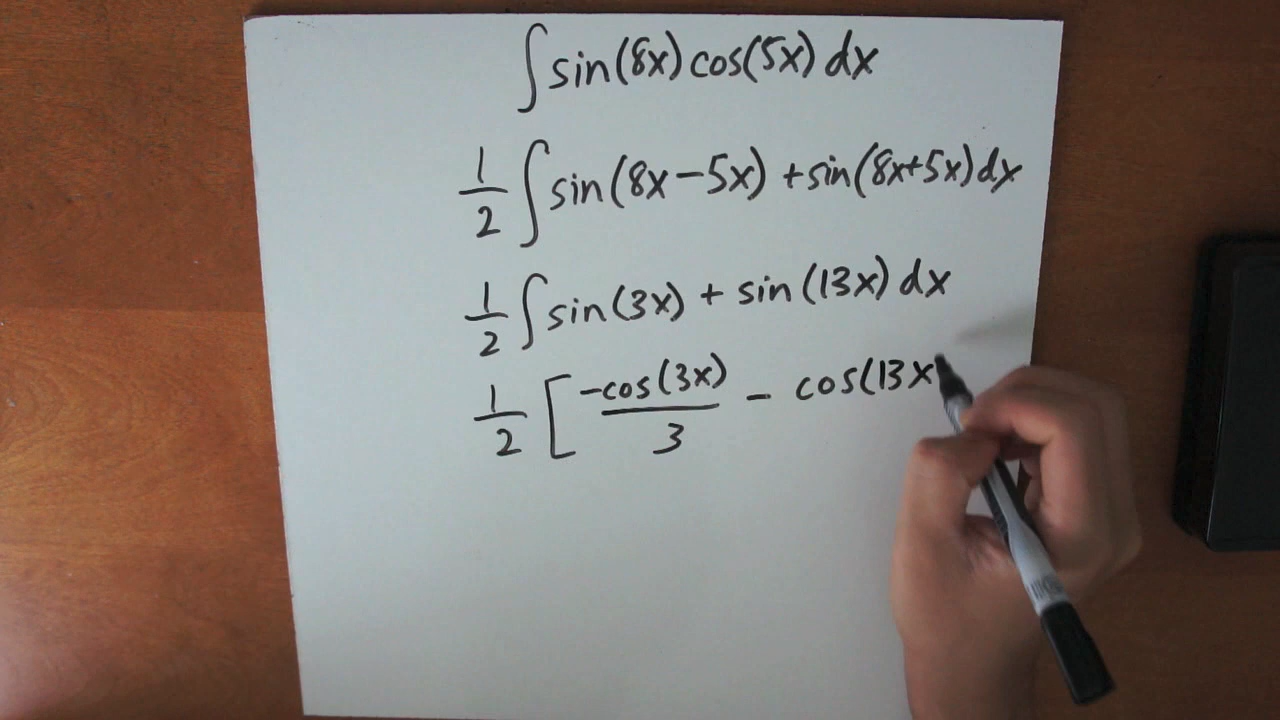 ∫ sin(8x) cos(5x) dx
1/2 ∫ sin(8x-5x) + sin(8x+5x) dx
1/2 ∫ sin(3x) + sin(13x) dx
1/2 [ -cos(3x)/3 - cos(13x